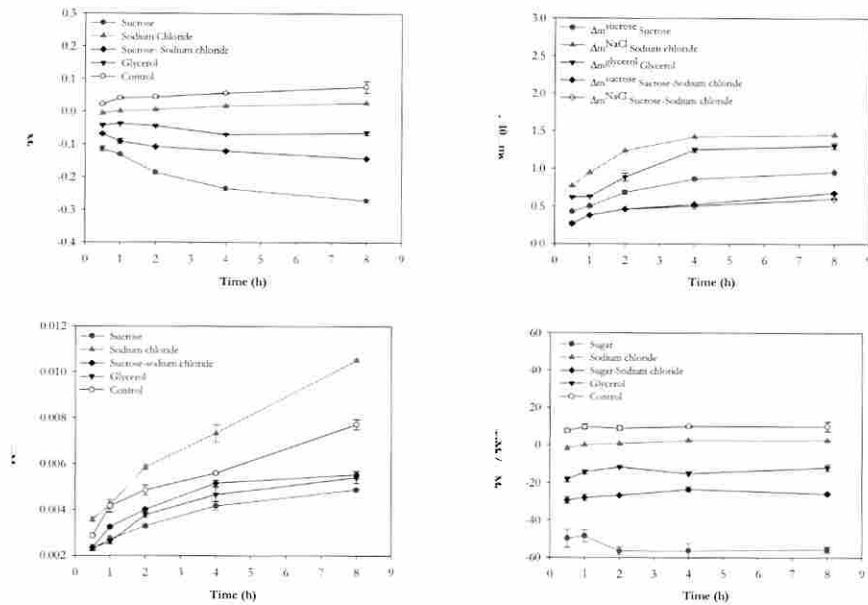 0.3
0.2
0.1
0.0
-0.1
-0.2
-0.3
-0.4
Sucrose
Sodium Chloride
Sucrose- Sodium chloride
Glycerol
Control
0 1 2 3 4 5 6 7 8 9
Time (h)
3.0
2.5
2.0
1.5
1.0
0.5
0.0
Δm^sucrose Sucrose
Δm^NaCl Sodium chloride
Δm^glycerol Glycerol
Δm^sucrose Sucrose-Sodium chloride
Δm^NaCl Sucrose-Sodium chloride
0 1 2 3 4 5 6 7 8 9
Time (h)
0.012
0.010
0.008
0.006
0.004
0.002
Sucrose
Sodium chloride
Sucrose-sodium chloride
Glycerol
Control
0 1 2 3 4 5 6 7 8 9
Time (h)
60
40
20
0
-20
-40
-60
Sugar
Sodium chloride
Sugar-Sodium chloride
Glycerol
Control
0 1 2 3 4 5 6 7 8 9
Time (h)